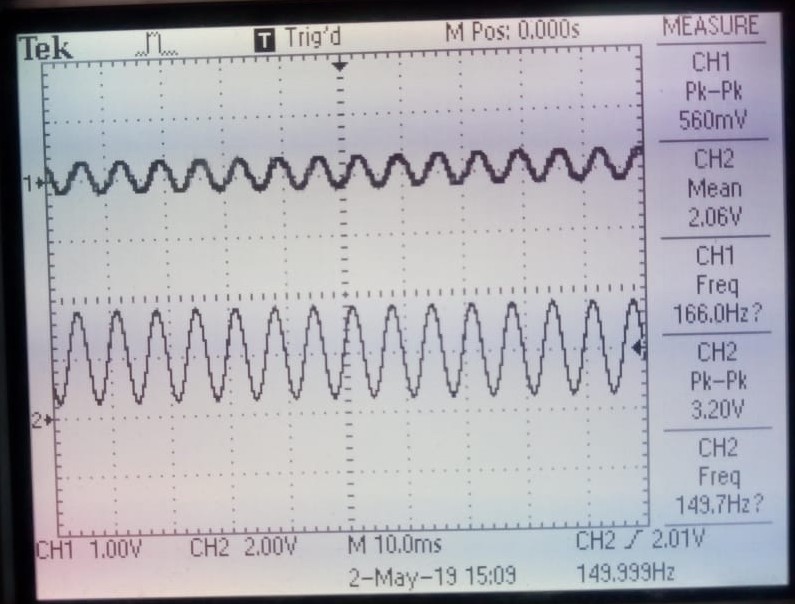 Tek T Trig'd M Pos: 0.000s MEASURE
CH1
Pk-Pk
560mV
CH2
Mean
2.06V
CH1
Freq
166.0Hz?
CH2
Pk-Pk
3.20V
CH2
Freq
149.7Hz?
1
2
CH1 1.00V CH2 2.00V M 10.0ms CH2 2.01V
2-May-19 15:09 149.999Hz